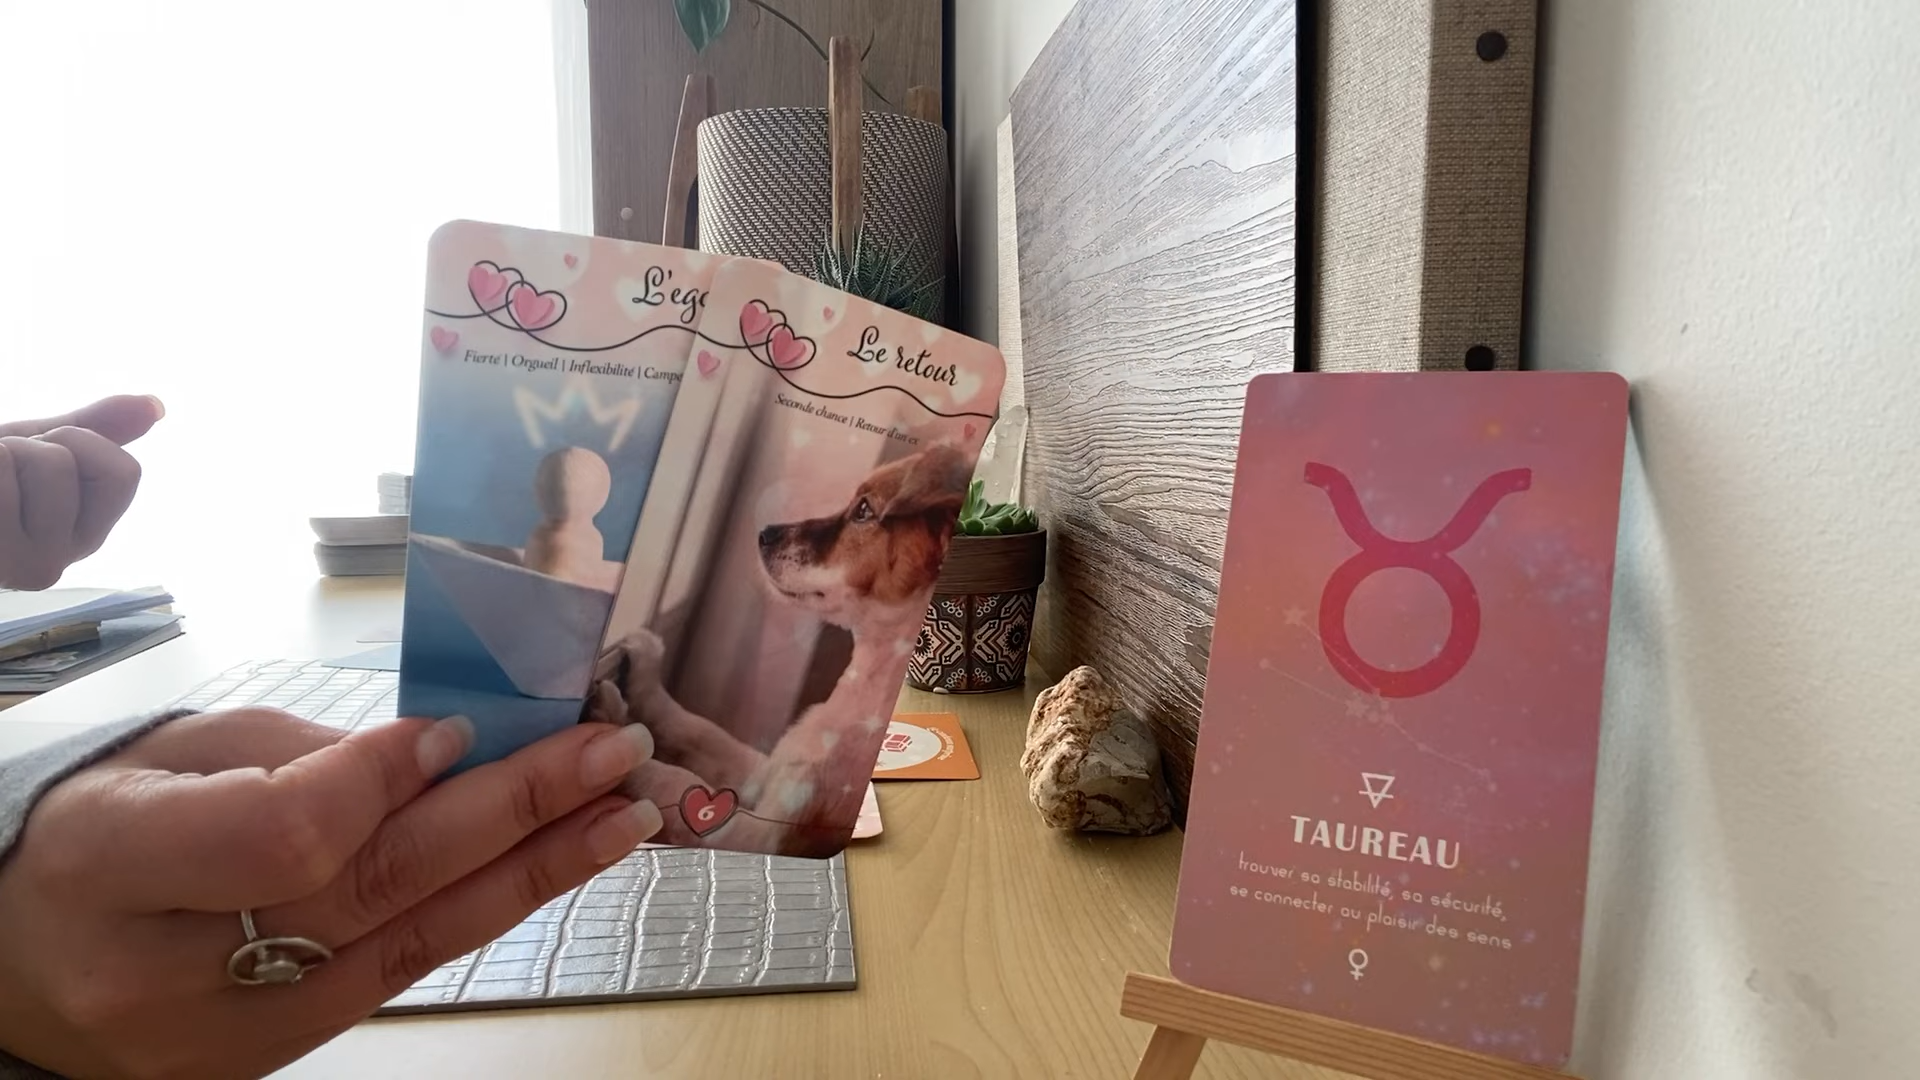 L'ego
Fierté | Orgueil | Inflexibilité | Campe
Le retour
Seconde chance | Retour d'un ex
6
TAUREAU
trouver sa stabilité, sa sécurité,
se connecter au plaisir des sens